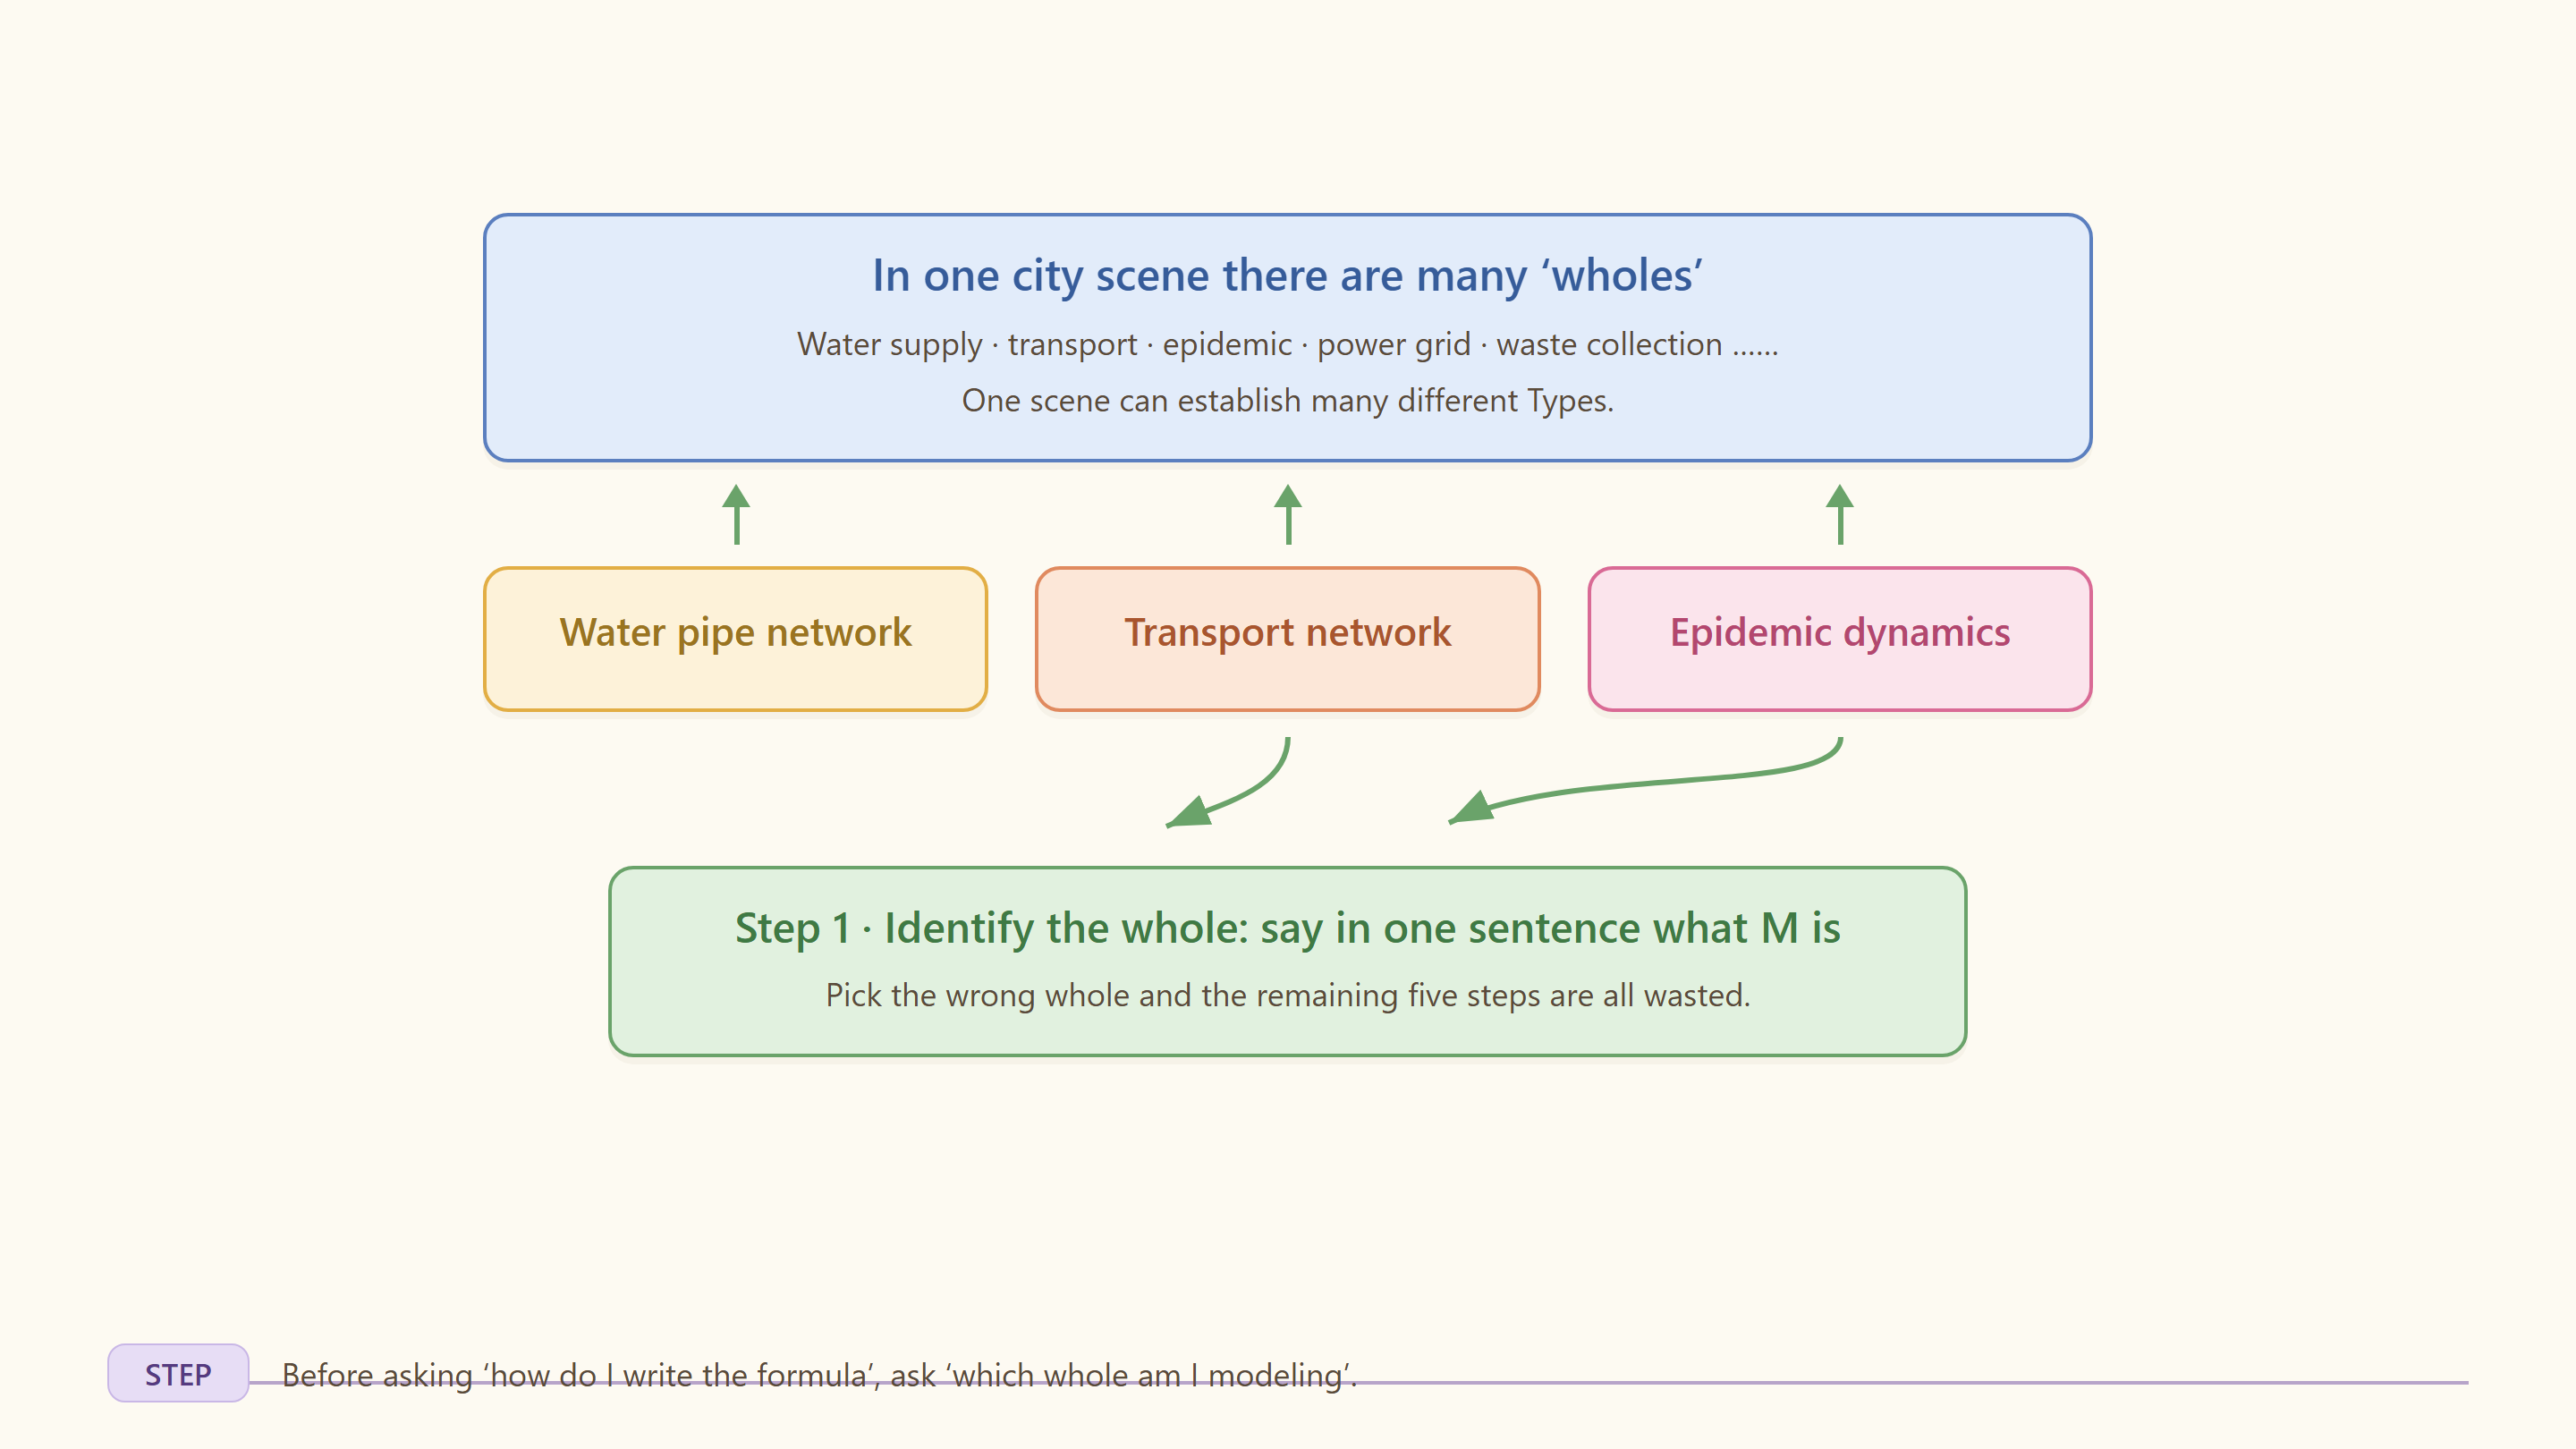 In one city scene there are many ‘wholes’
Water supply · transport · epidemic · power grid · waste collection ......
One scene can establish many different Types.
Water pipe network
Transport network
Epidemic dynamics
Step 1 · Identify the whole: say in one sentence what M is
Pick the wrong whole and the remaining five steps are all wasted.
STEP
Before asking ‘how do I write the formula’, ask ‘which whole am I modeling’.